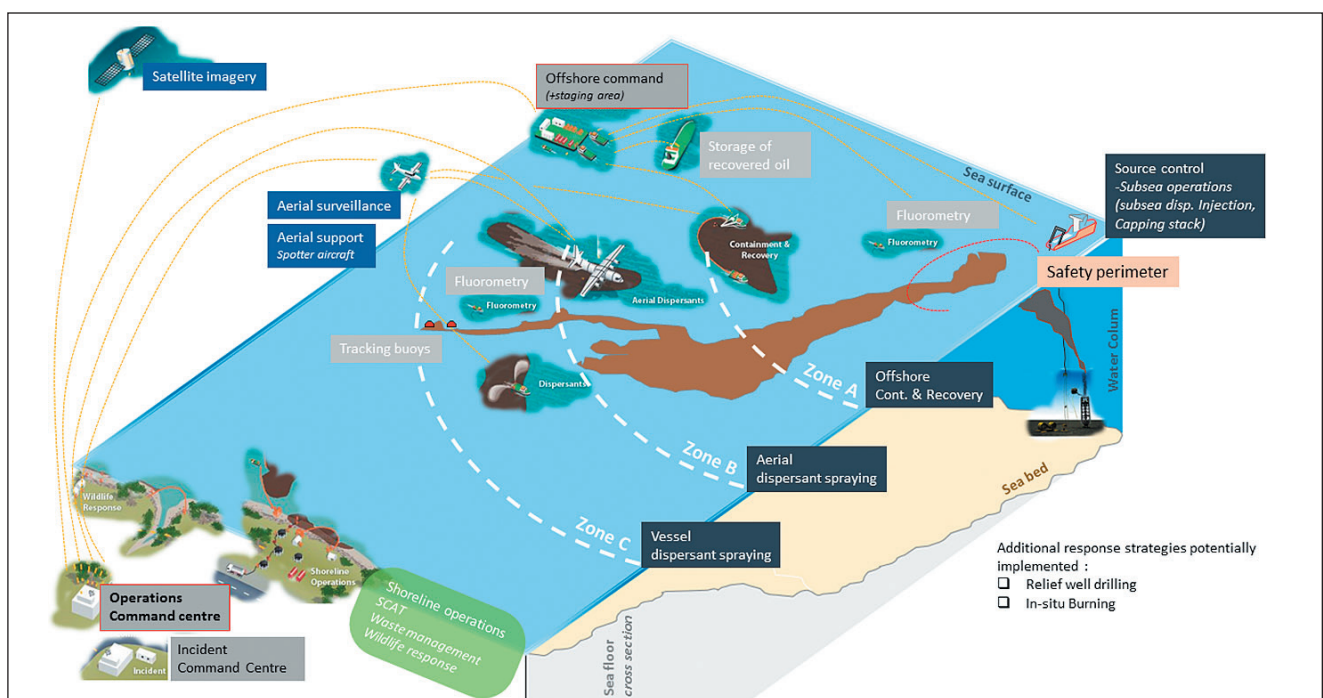 Satellite imagery
Offshore command
(+staging area)
Storage of
recovered oil
Sea surface
Source control
-Subsea operations
(subsea disp. Injection,
Capping stack)
Aerial surveillance
Aerial support
Spotter aircraft
Fluorometry
Fluorometry
Containment &
Recovery
Safety perimeter
Fluorometry
Fluorometry
Aerial Dispersants
Tracking buoys
Dispersants
Water Colum
Zone A
Offshore
Cont. & Recovery
Zone B
Aerial
dispersant spraying
Sea bed
Zone C
Vessel
dispersant spraying
Wildlife
Response
Shoreline
Operations
Shoreline operations
SCAT
Waste management
Wildlife response
Operations
Command centre
Incident
Incident
Command Centre
Sea floor
cross section
Additional response strategies potentially
implemented :
Relief well drilling
In-situ Burning